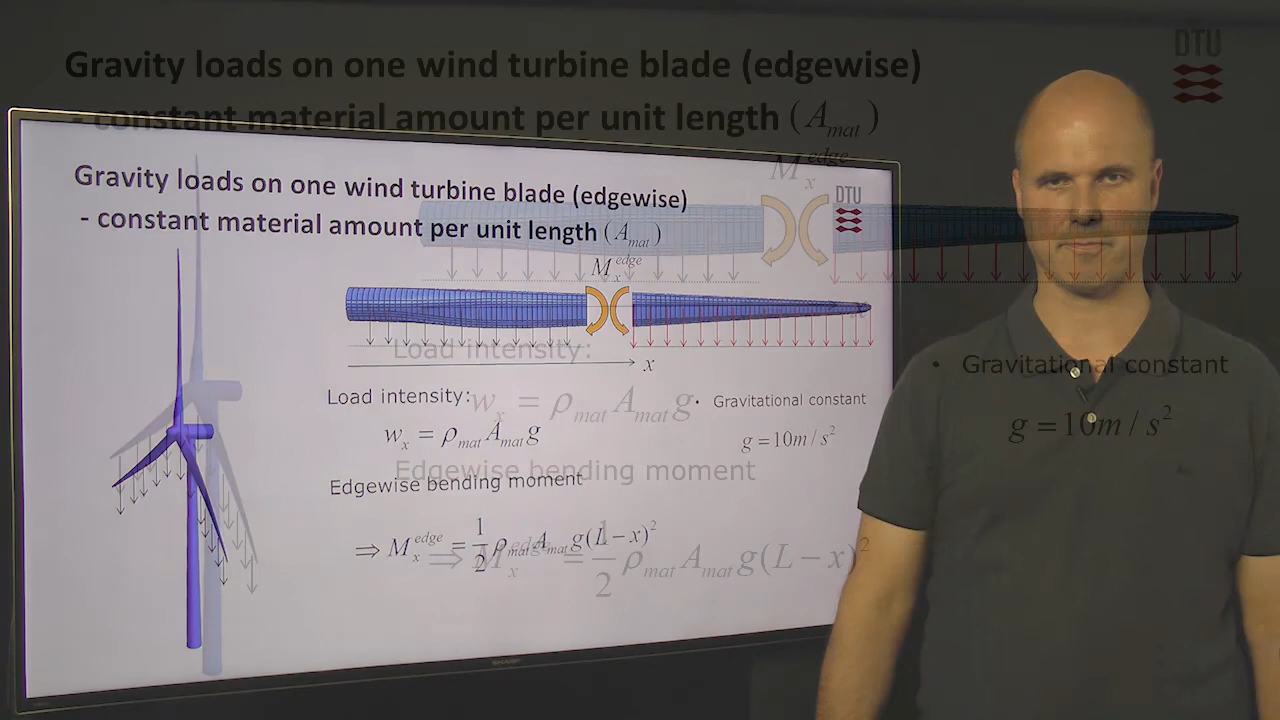 Gravity loads on one wind turbine blade (edgewise)
- constant material amount per unit length (A_mat)
DTU
M_x^edge
• Gravitational constant
g = 10m / s²
Load intensity:
w_x = ρ_mat A_mat g
Edgewise bending moment
⇒ M_x^edge = 1/2 ρ_mat A_mat g(L − x)²
Gravity loads on one wind turbine blade (edgewise)
- constant material amount per unit length (A_mat)
DTU
M_x^edge
x
Load intensity:
w_x = ρ_mat A_mat g
• Gravitational constant
g = 10m / s²
Edgewise bending moment
⇒ M_x^edge = 1/2 ρ_mat A_mat g(L − x)²
SHARP